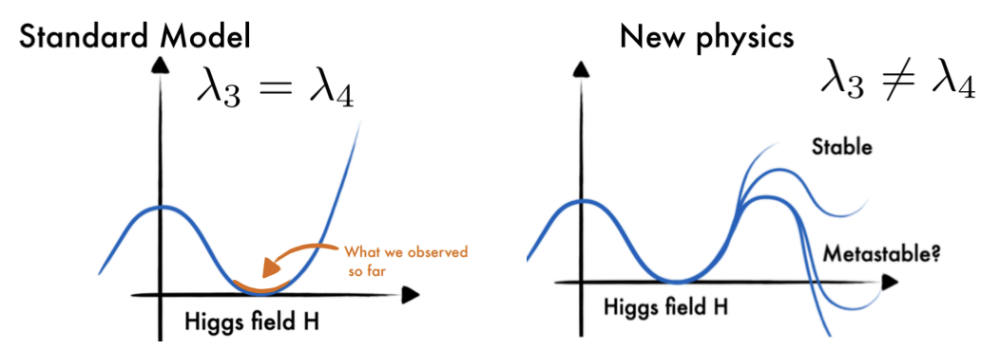 Standard Model
λ₃ = λ₄
What we observed
so far
Higgs field H
New physics
λ₃ ≠ λ₄
Stable
Metastable?
Higgs field H